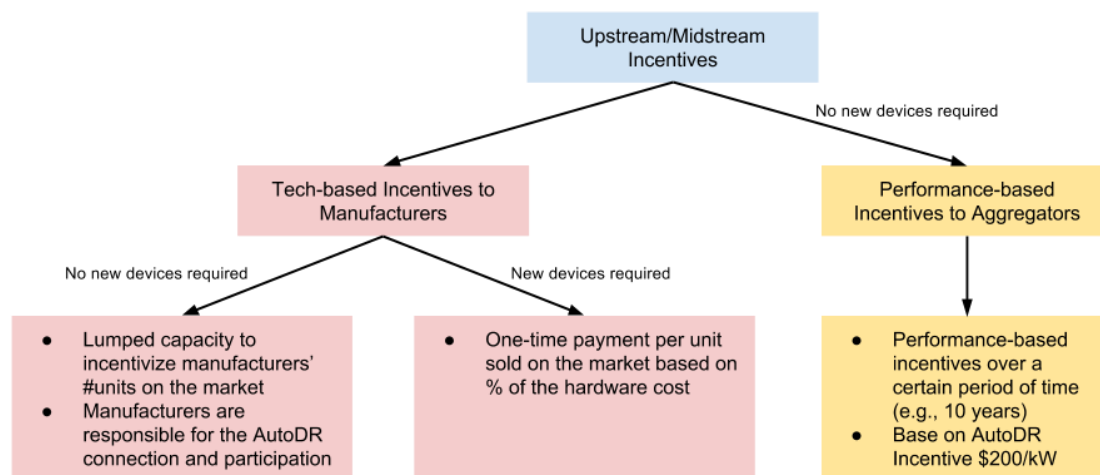 Upstream/Midstream
Incentives
No new devices required
Tech-based Incentives to
Manufacturers
Performance-based
Incentives to Aggregators
No new devices required
New devices required
● Lumped capacity to
incentivize manufacturers'
#units on the market
● Manufacturers are
responsible for the AutoDR
connection and participation
● One-time payment per unit
sold on the market based on
% of the hardware cost
● Performance-based
incentives over a
certain period of time
(e.g., 10 years)
● Base on AutoDR
Incentive $200/kW